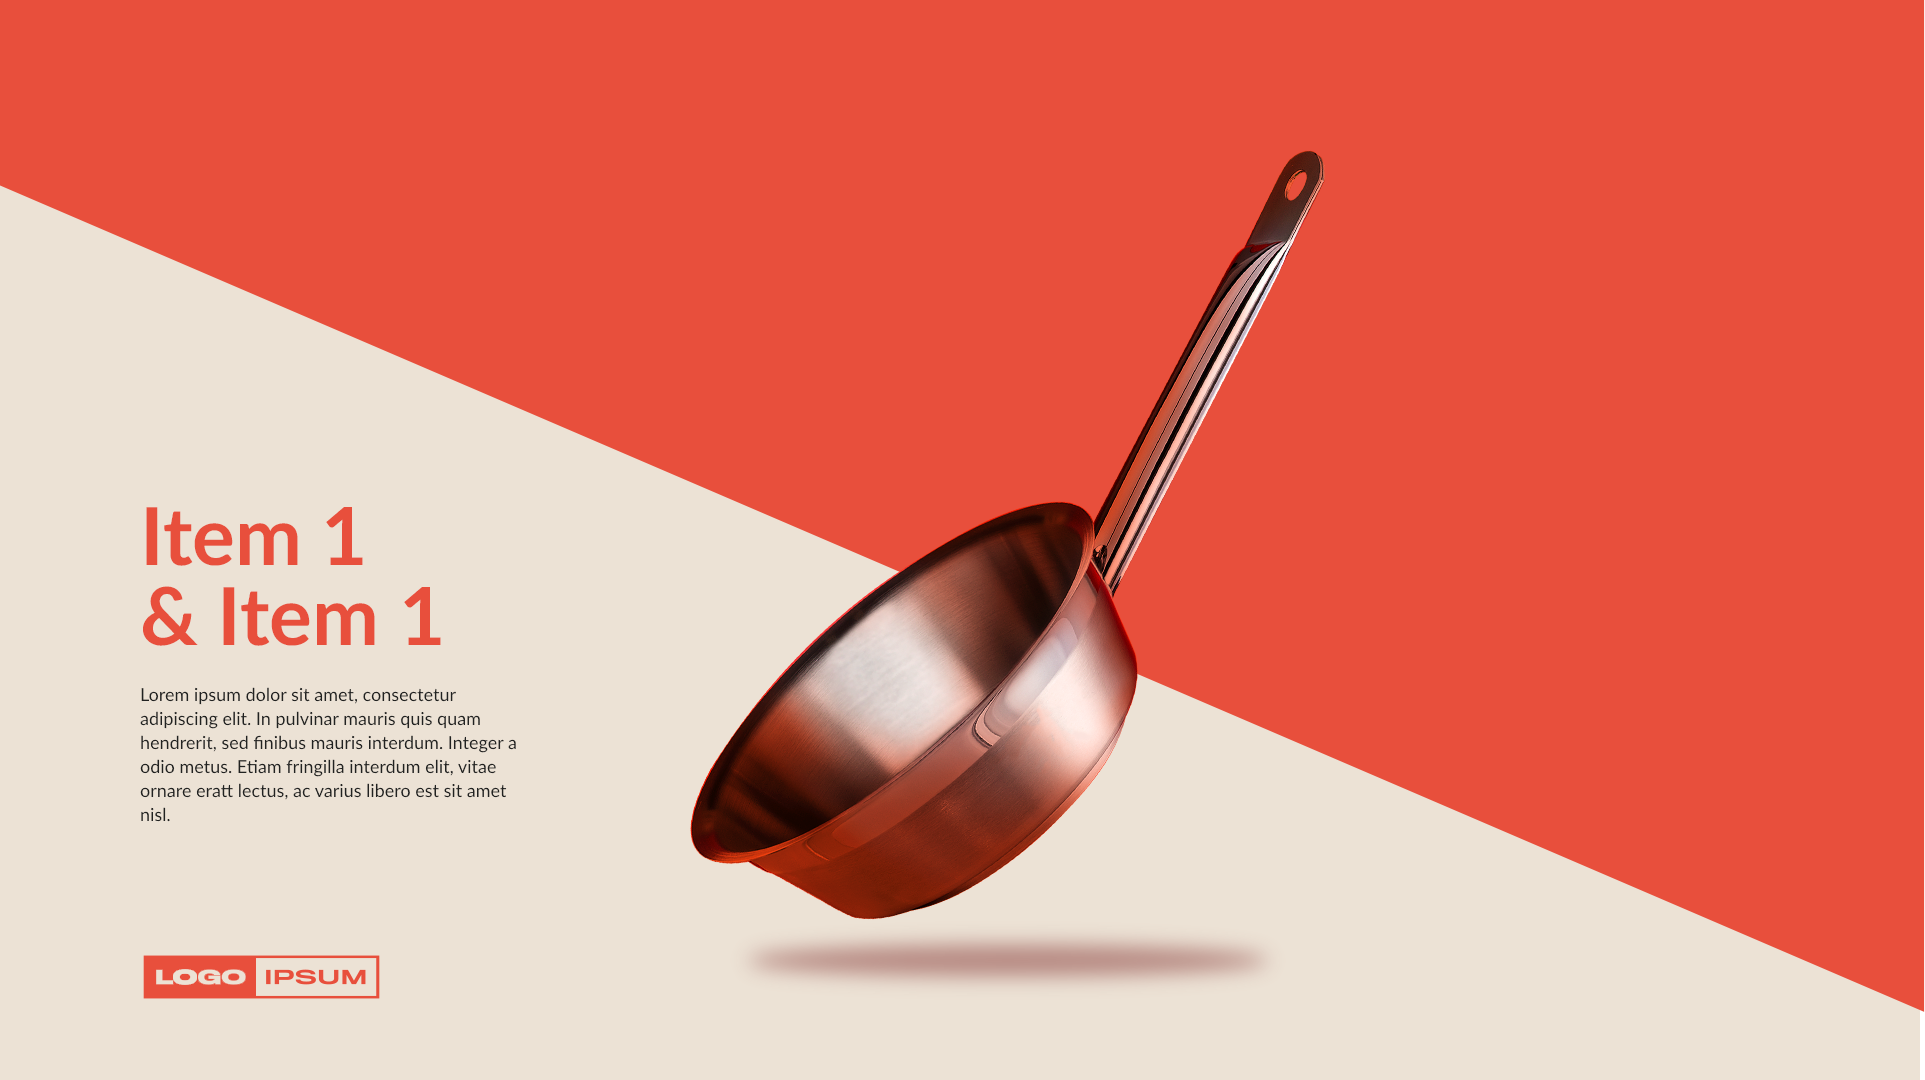 Item 1
& Item 1
Lorem ipsum dolor sit amet, consectetur
adipiscing elit. In pulvinar mauris quis quam
hendrerit, sed finibus mauris interdum. Integer a
odio metus. Etiam fringilla interdum elit, vitae
ornare eratt lectus, ac varius libero est sit amet
nisl.
LOGO IPSUM